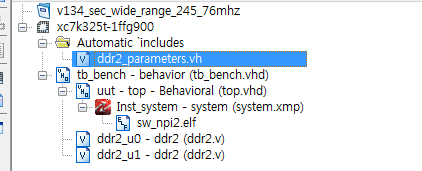 v134_sec_wide_range_245_76mhz
xc7k325t-1ffg900
Automatic `includes
ddr2_parameters.vh
tb_bench - behavior (tb_bench.vhd)
uut - top - Behavioral (top.vhd)
Inst_system - system (system.xmp)
sw_npi2.elf
ddr2_u0 - ddr2 (ddr2.v)
ddr2_u1 - ddr2 (ddr2.v)